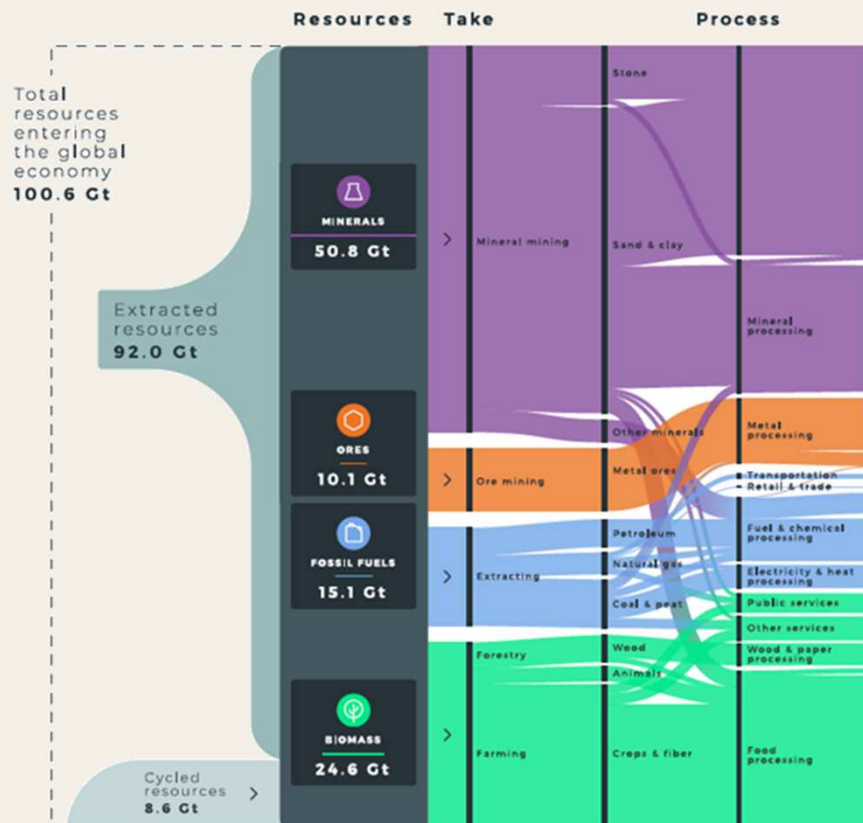 Resources
Take
Process
Total
resources
entering
the global
economy
100.6 Gt
Extracted
resources
92.0 Gt
Cycled
resources
8.6 Gt
MINERALS
50.8 Gt
ORES
10.1 Gt
FOSSIL FUELS
15.1 Gt
BIOMASS
24.6 Gt
Mineral mining
Ore mining
Extracting
Forestry
Farming
Stone
Sand & clay
Other minerals
Metal ores
Petroleum
Natural gas
Coal & peat
Wood
Animals
Crops & fiber
Mineral
processing
Metal
processing
Transportation
Retail & trade
Fuel & chemical
processing
Electricity & heat
processing
Public services
Other services
Wood & paper
processing
Food
processing